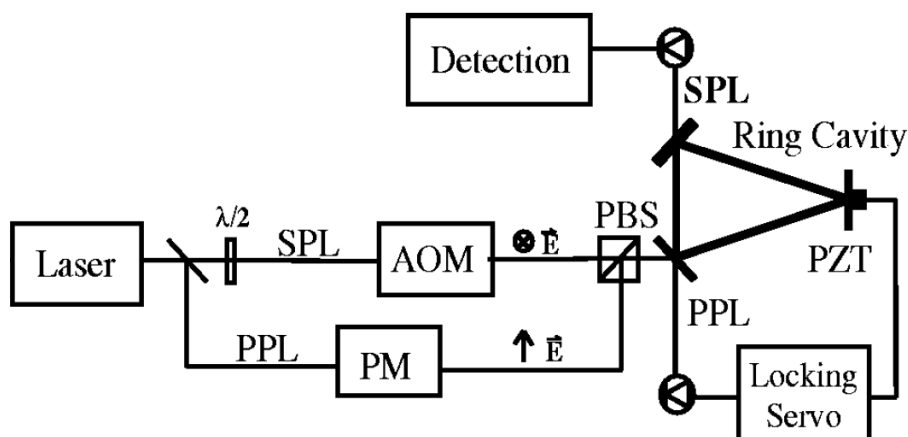 Detection
SPL
Ring Cavity
λ/2
PBS
Laser
SPL
AOM
⊗ E⃗
PZT
PPL
PPL
PM
↑ E⃗
Locking
Servo